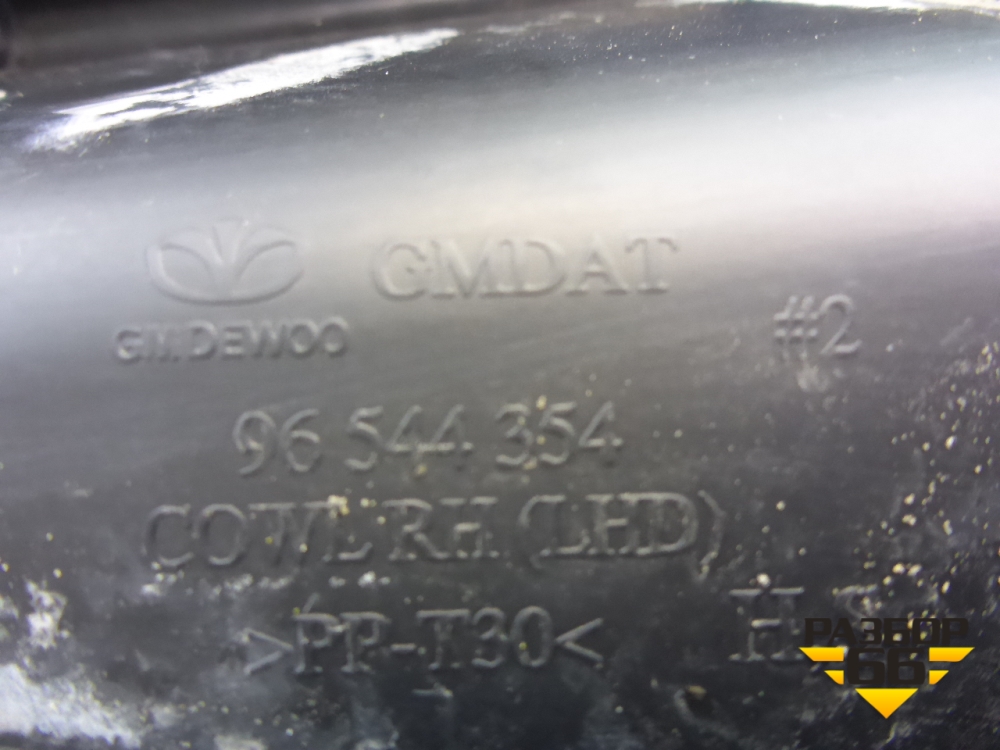 GMDAT
GM.DEWOO
#2
96 544 354
COWL RH (LHD)
>PP-T30<
H.S
РАЗБОР
66